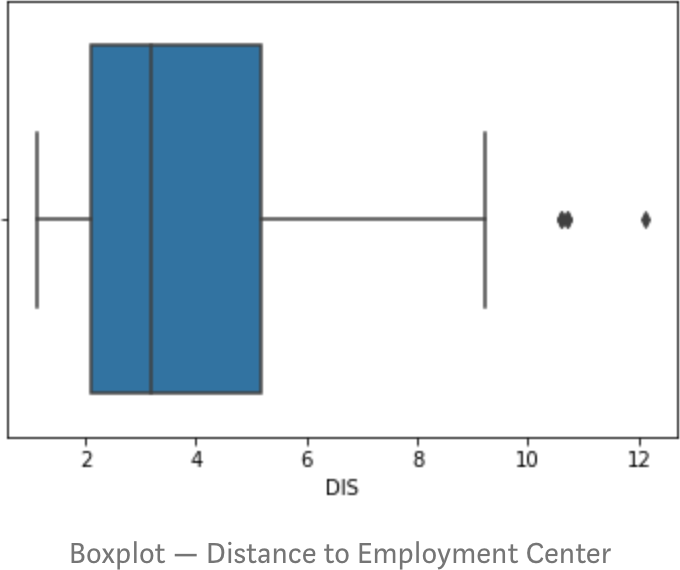 2 4 6 8 10 12
DIS
Boxplot — Distance to Employment Center